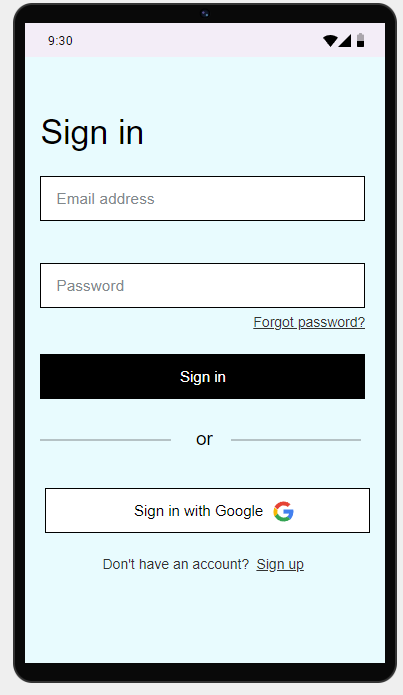 9:30
Sign in
Email address
Password
Forgot password?
Sign in
or
Sign in with Google
Don't have an account? Sign up